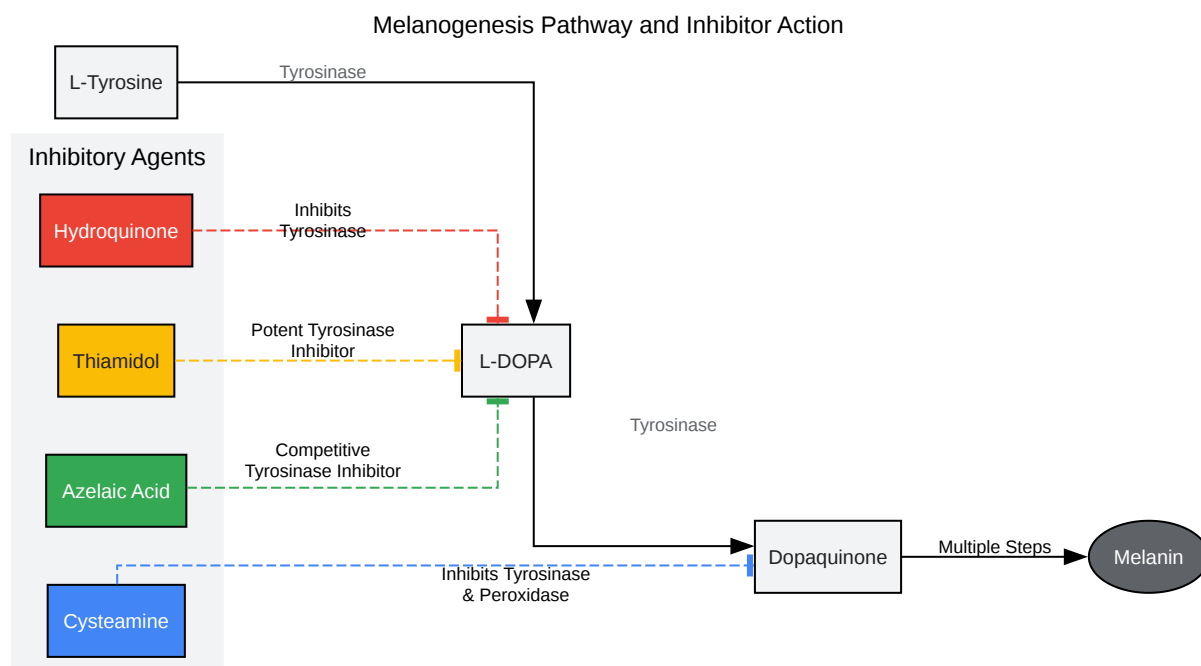 Melanogenesis Pathway and Inhibitor Action
L-Tyrosine
Tyrosinase
Inhibitory Agents
Hydroquinone
Inhibits
Tyrosinase
Thiamidol
Potent Tyrosinase
Inhibitor
L-DOPA
Tyrosinase
Azelaic Acid
Competitive
Tyrosinase Inhibitor
Cysteamine
Inhibits Tyrosinase
& Peroxidase
Dopaquinone
Multiple Steps
Melanin